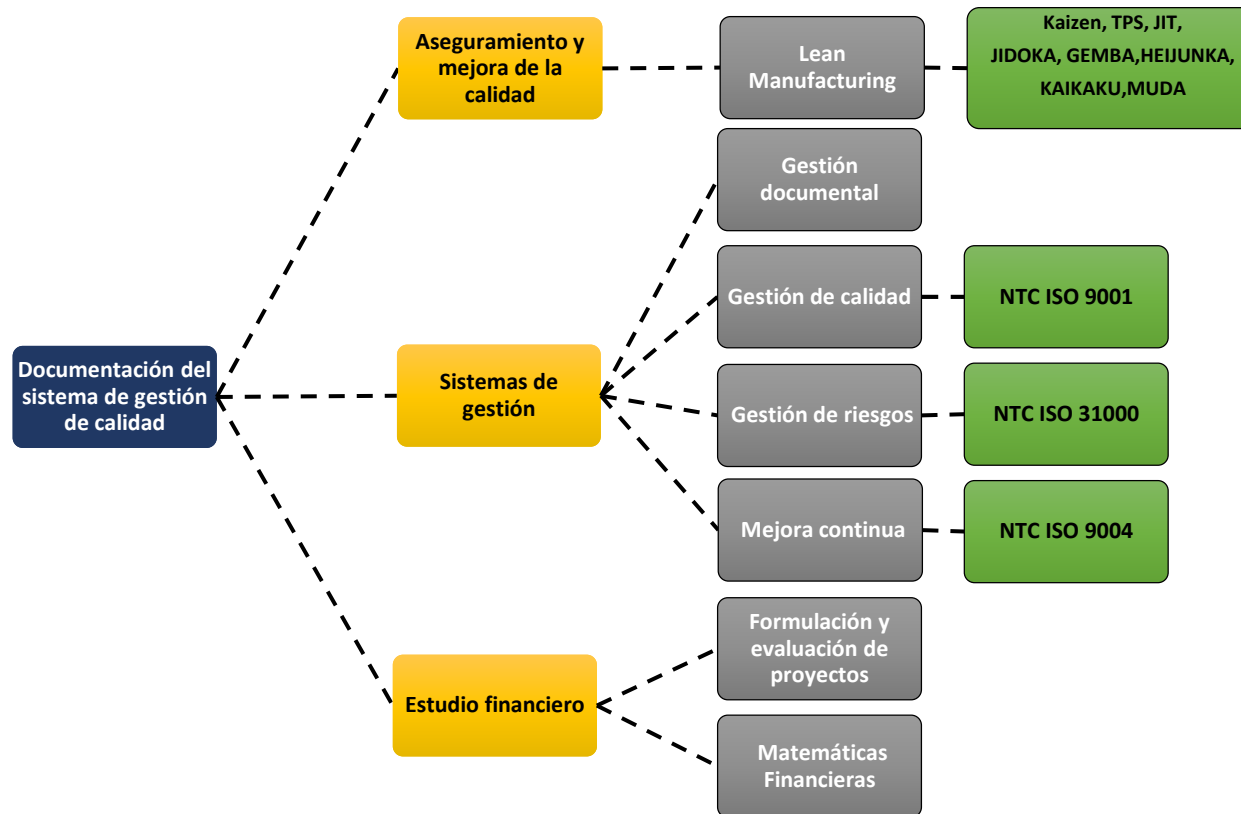 Aseguramiento y
mejora de la
calidad
Lean
Manufacturing
Kaizen, TPS, JIT,
JIDOKA, GEMBA,HEIJUNKA,
KAIKAKU,MUDA
Gestión
documental
Gestión de calidad
NTC ISO 9001
Documentación del
sistema de gestión
de calidad
Sistemas de
gestión
Gestión de riesgos
NTC ISO 31000
Mejora continua
NTC ISO 9004
Formulación y
evaluación de
proyectos
Estudio financiero
Matemáticas
Financieras